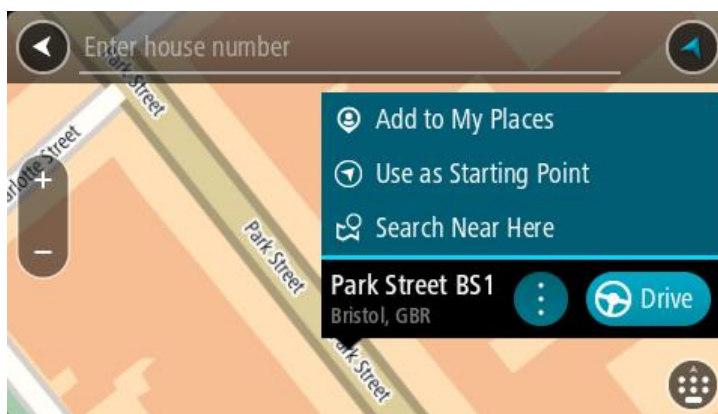 Enter house number
Park Street
Add to My Places
arlotte Street
Use as Starting Point
+
Search Near Here
–
Park Street
Park Street BS1
Drive
Bristol, GBR
Park Street